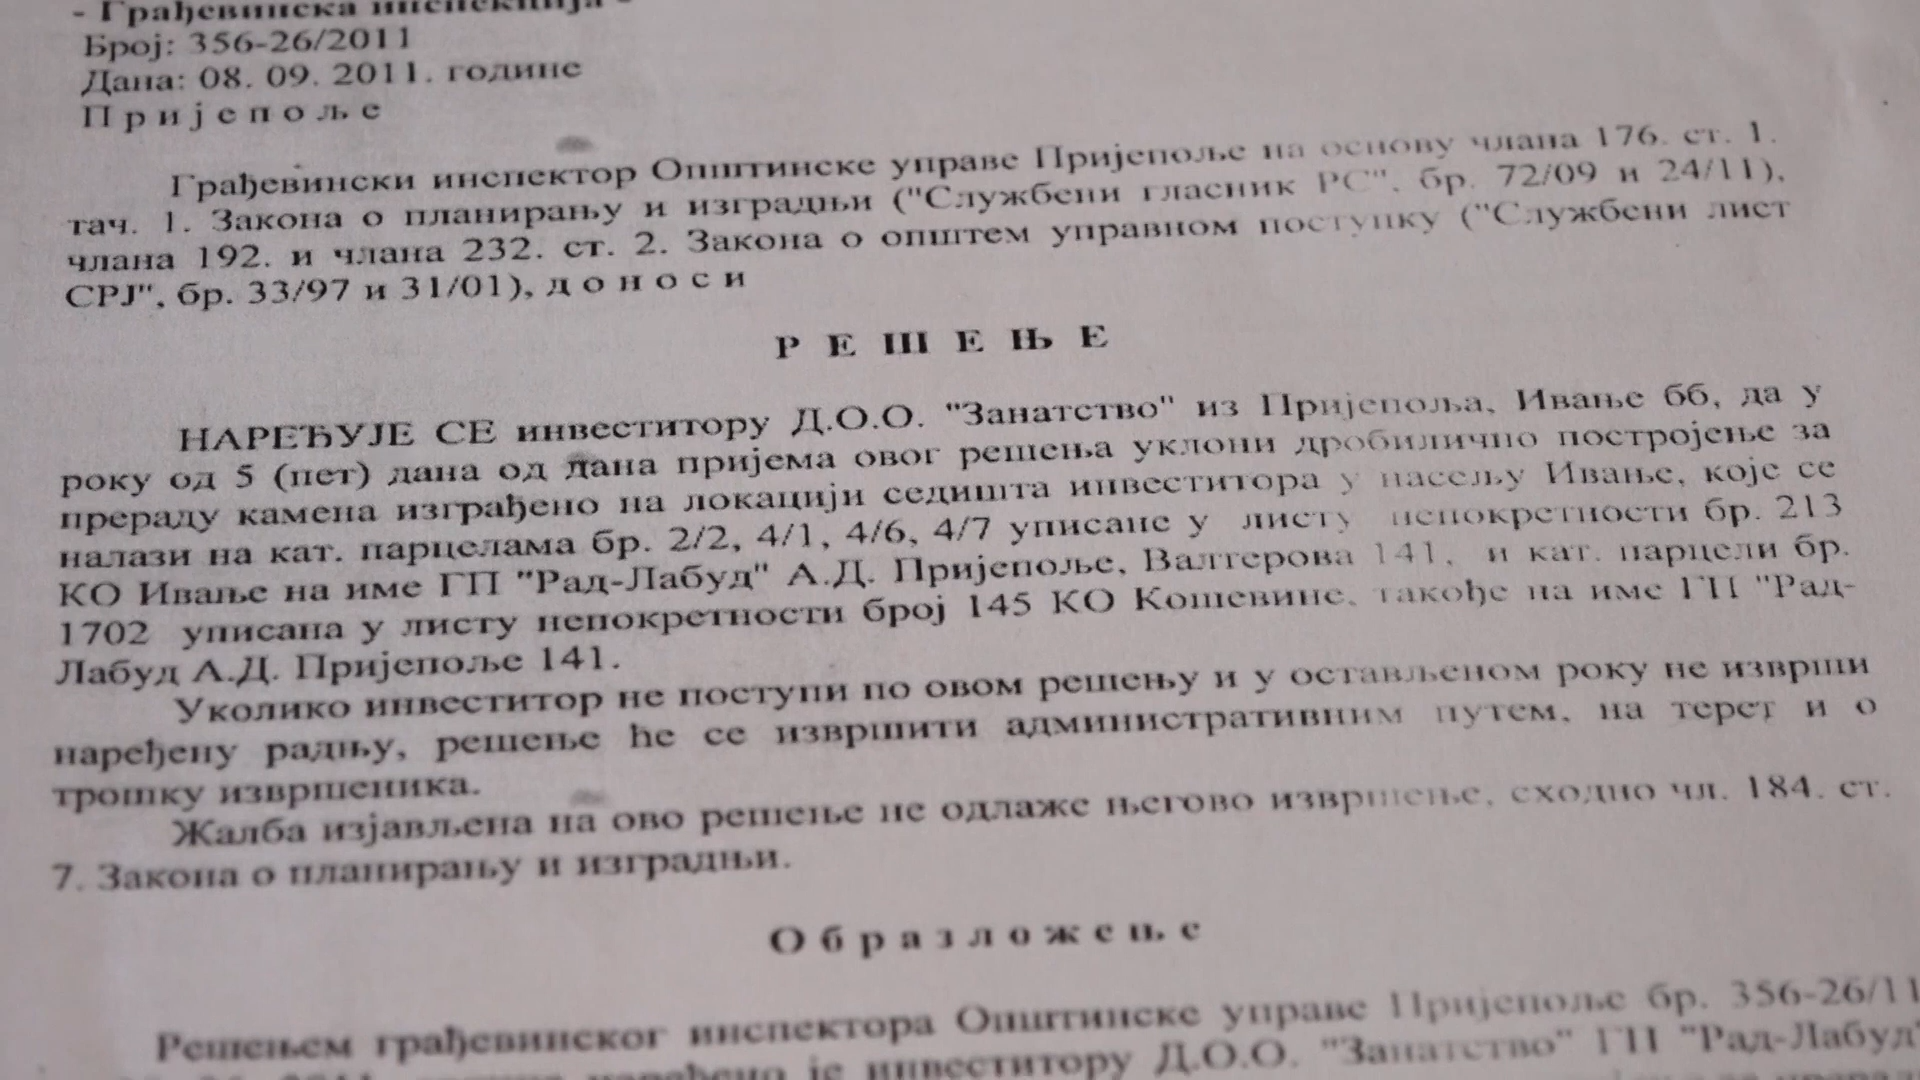 - Грађевинска инспекција -
Број: 356-26/2011
Дана: 08. 09. 2011. године
П р и ј е п о љ е
Грађевински инспектор Општинске управе Пријепоље на основу члана 176. ст. 1.
тач. 1. Закона о планирању и изградњи ("Службени гласник РС", бр. 72/09 и 24/11),
члана 192. и члана 232. ст. 2. Закона о општем управном поступку ("Службени лист
СРЈ", бр. 33/97 и 31/01), д о н о с и
Р Е Ш Е Њ Е
НАРЕЂУЈЕ СЕ инвеститору Д.О.О. "Занатство" из Пријепоља, Ивање бб, да у
року од 5 (пет) дана од дана пријема овог решења уклони дробилично постројење за
прераду камена изграђено на локацији седишта инвеститора у насељу Ивање, које се
налази на кат. парцелама бр. 2/2, 4/1, 4/6, 4/7 уписане у листу непокретности бр. 213
КО Ивање на име ГП "Рад-Лабуд" А.Д. Пријепоље, Валтерова 141, и кат. парцели бр.
1702 уписана у листу непокретности број 145 КО Кошевине, такође на име ГП "Рад-
Лабуд А.Д. Пријепоље 141.
Уколико инвеститор не поступи по овом решењу и у остављеном року не изврши
наређену радњу, решење ће се извршити административним путем, на терет и о
трошку извршеника.
Жалба изјављена на ово решење не одлаже његово извршење, сходно чл. 184. ст.
7. Закона о планирању и изградњи.
О б р а з л о ж е њ е
Решењем грађевинског инспектора Општинске управе Пријепоље бр. 356-26/11
наређено је инвеститору Д.О.О. "Занатство" ГП "Рад-Лабуд"